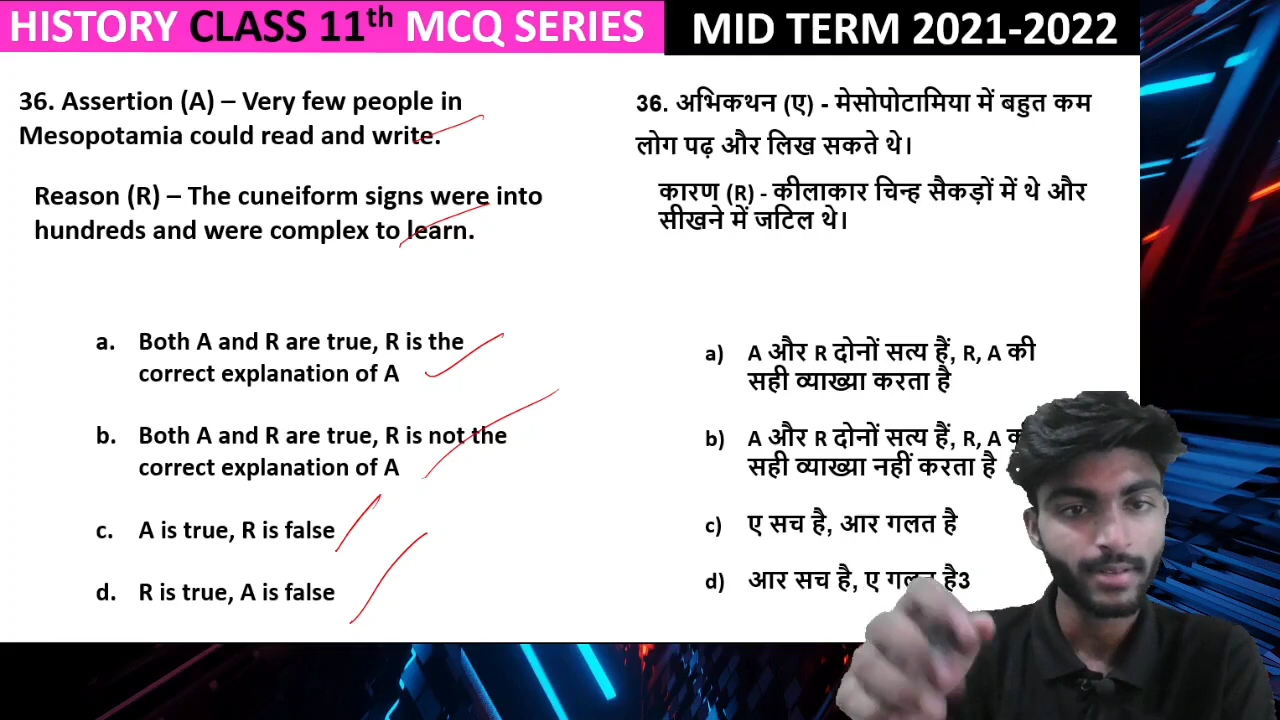 HISTORY CLASS 11th MCQ SERIES
MID TERM 2021-2022
36. Assertion (A) – Very few people in
Mesopotamia could read and write.
Reason (R) – The cuneiform signs were into
hundreds and were complex to learn.
a. Both A and R are true, R is the
correct explanation of A
b. Both A and R are true, R is not the
correct explanation of A
c. A is true, R is false
d. R is true, A is false
36. अभिकथन (ए) - मेसोपोटामिया में बहुत कम
लोग पढ़ और लिख सकते थे।
कारण (R) - कीलाकार चिन्ह सैकड़ों में थे और
सीखने में जटिल थे।
a) A और R दोनों सत्य हैं, R, A की
सही व्याख्या करता है
b) A और R दोनों सत्य हैं, R, A
सही व्याख्या नहीं करता है
c) ए सच है, आर गलत है
d) आर सच है, ए गलत है3